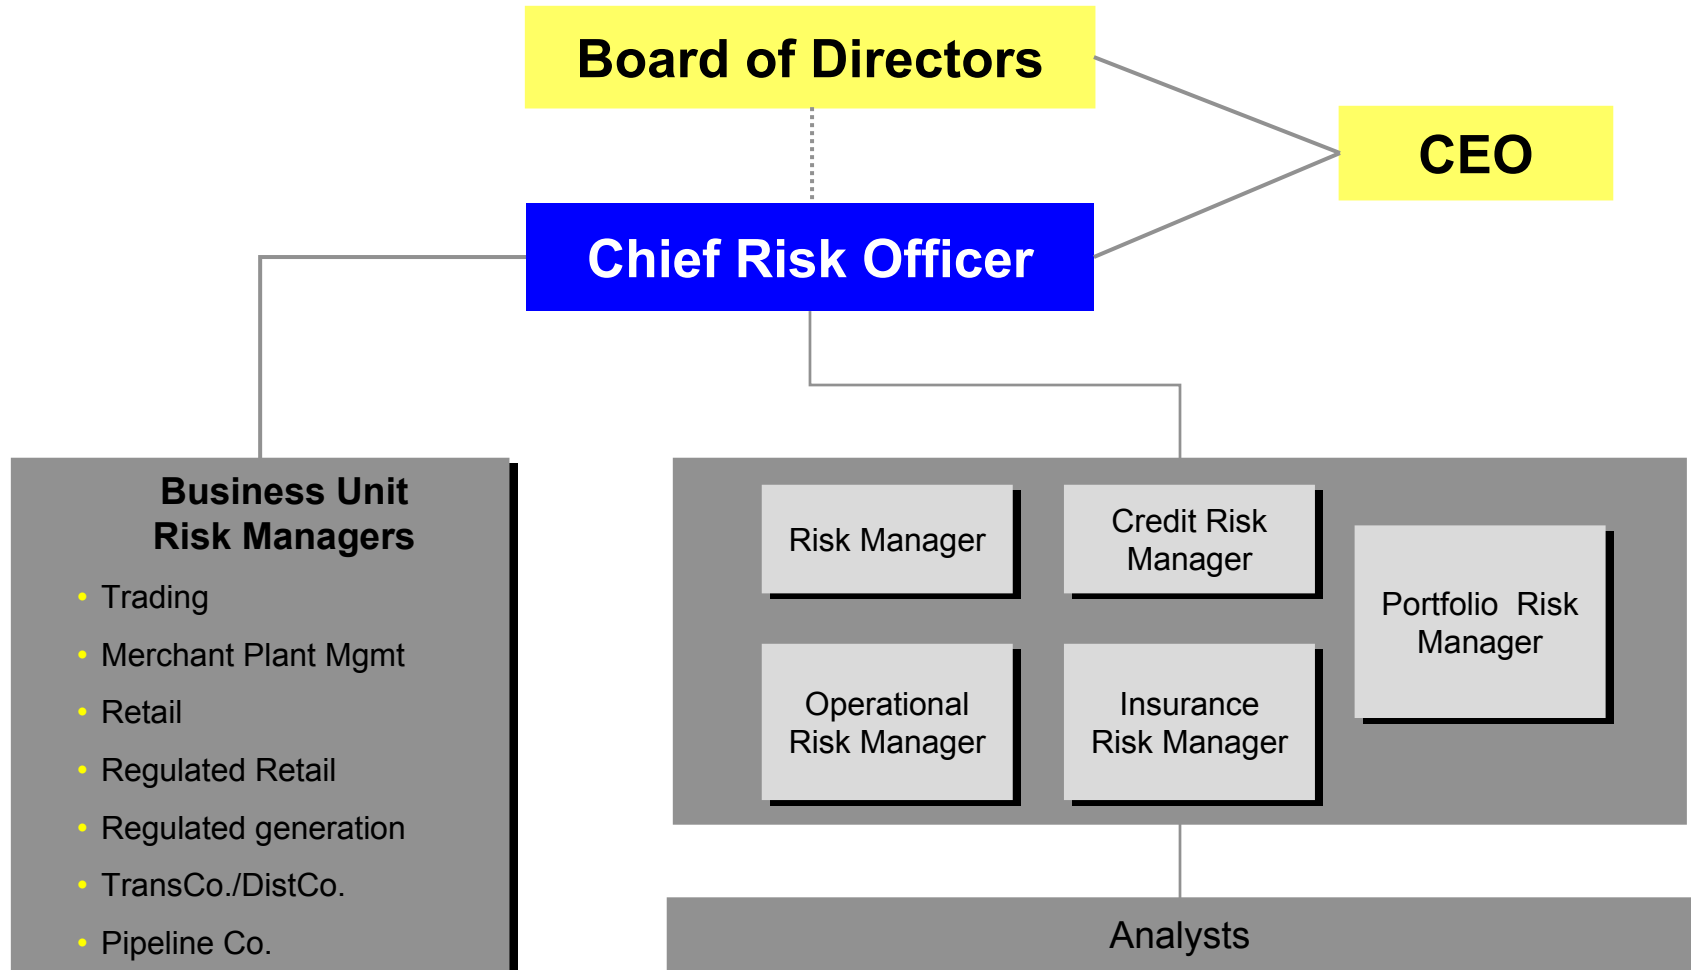 Board of Directors
CEO
Chief Risk Officer
Business Unit
Risk Managers
• Trading
• Merchant Plant Mgmt
• Retail
• Regulated Retail
• Regulated generation
• TransCo./DistCo.
• Pipeline Co.
Risk Manager
Credit Risk
Manager
Portfolio Risk
Manager
Operational
Risk Manager
Insurance
Risk Manager
Analysts